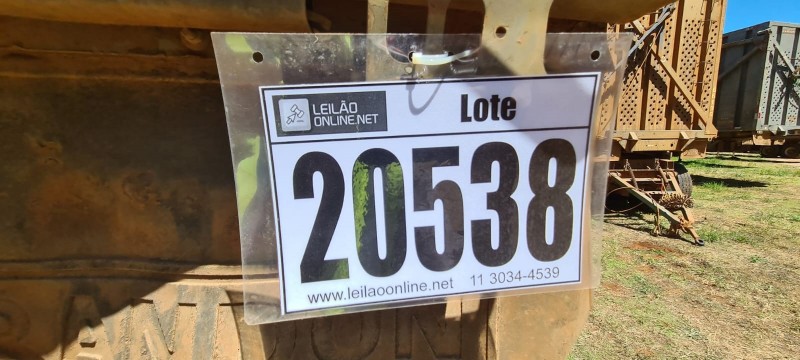 LEILÃO
ONLINE.NET
Lote
20538
www.leilaoonline.net 11 3034-4539